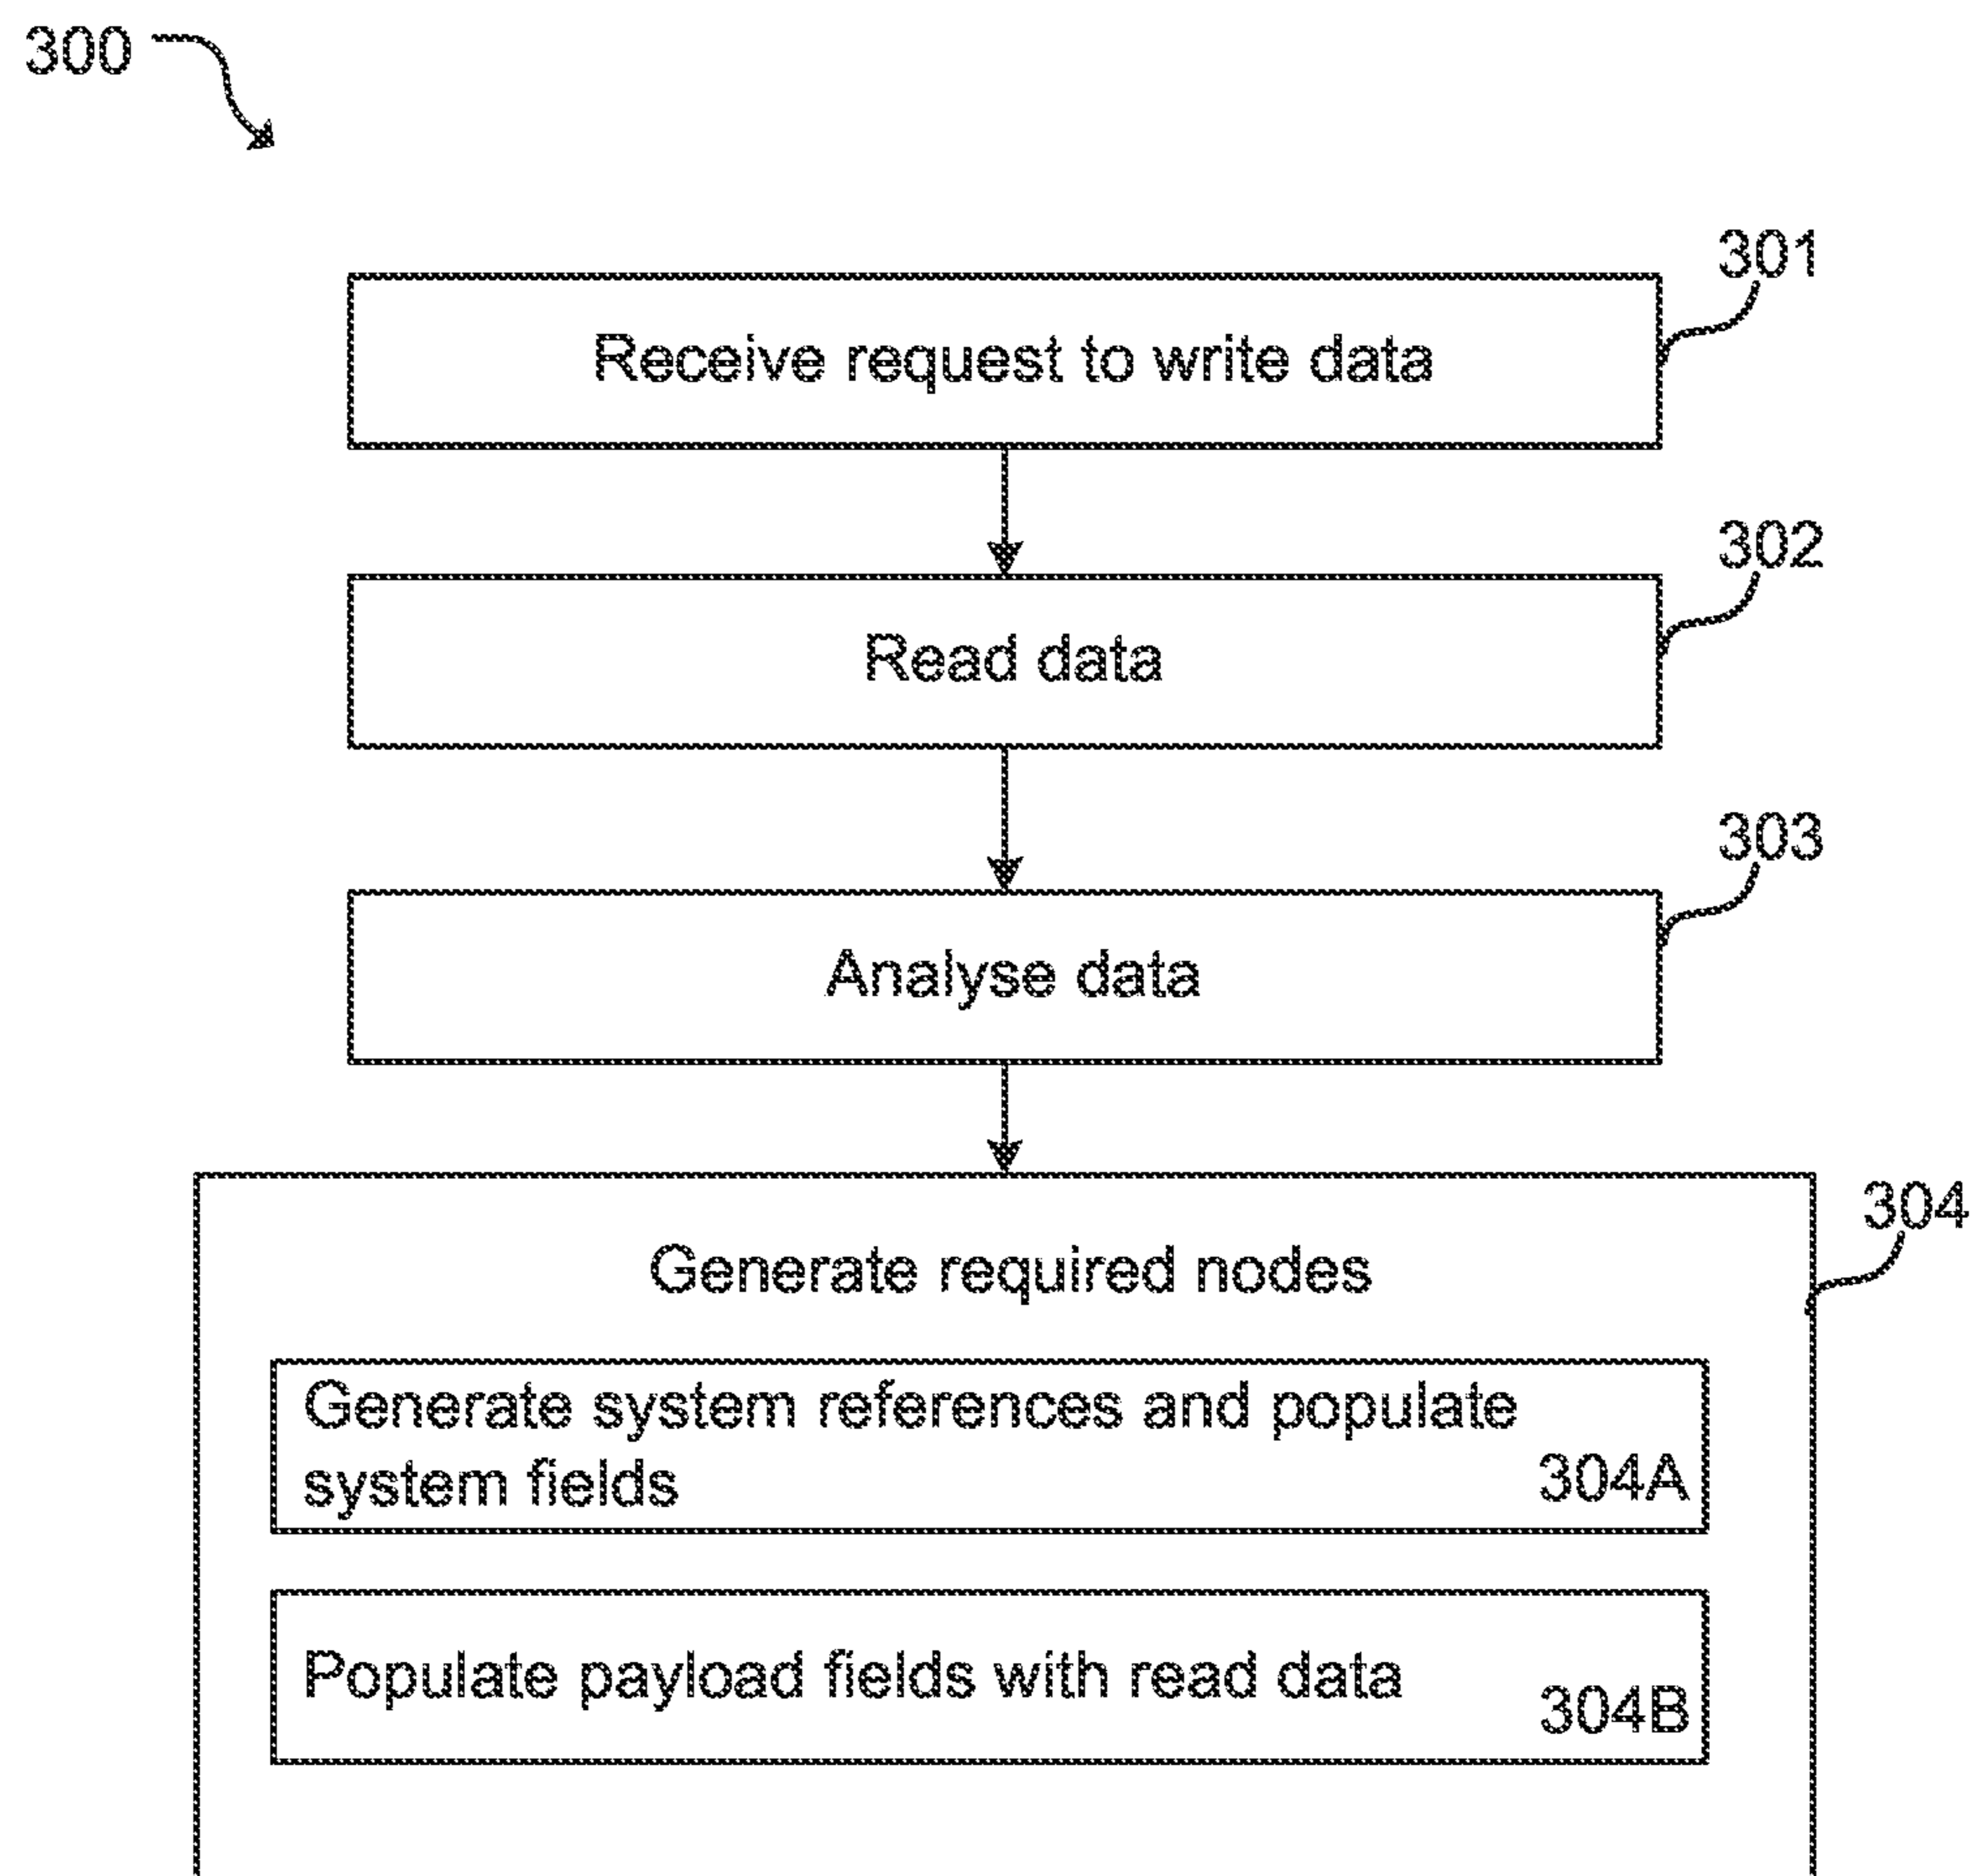 300
301
Receive request to write data
302
Read data
303
Analyse data
304
Generate required nodes
Generate system references and populate
system fields
304A
Populate payload fields with read data
304B